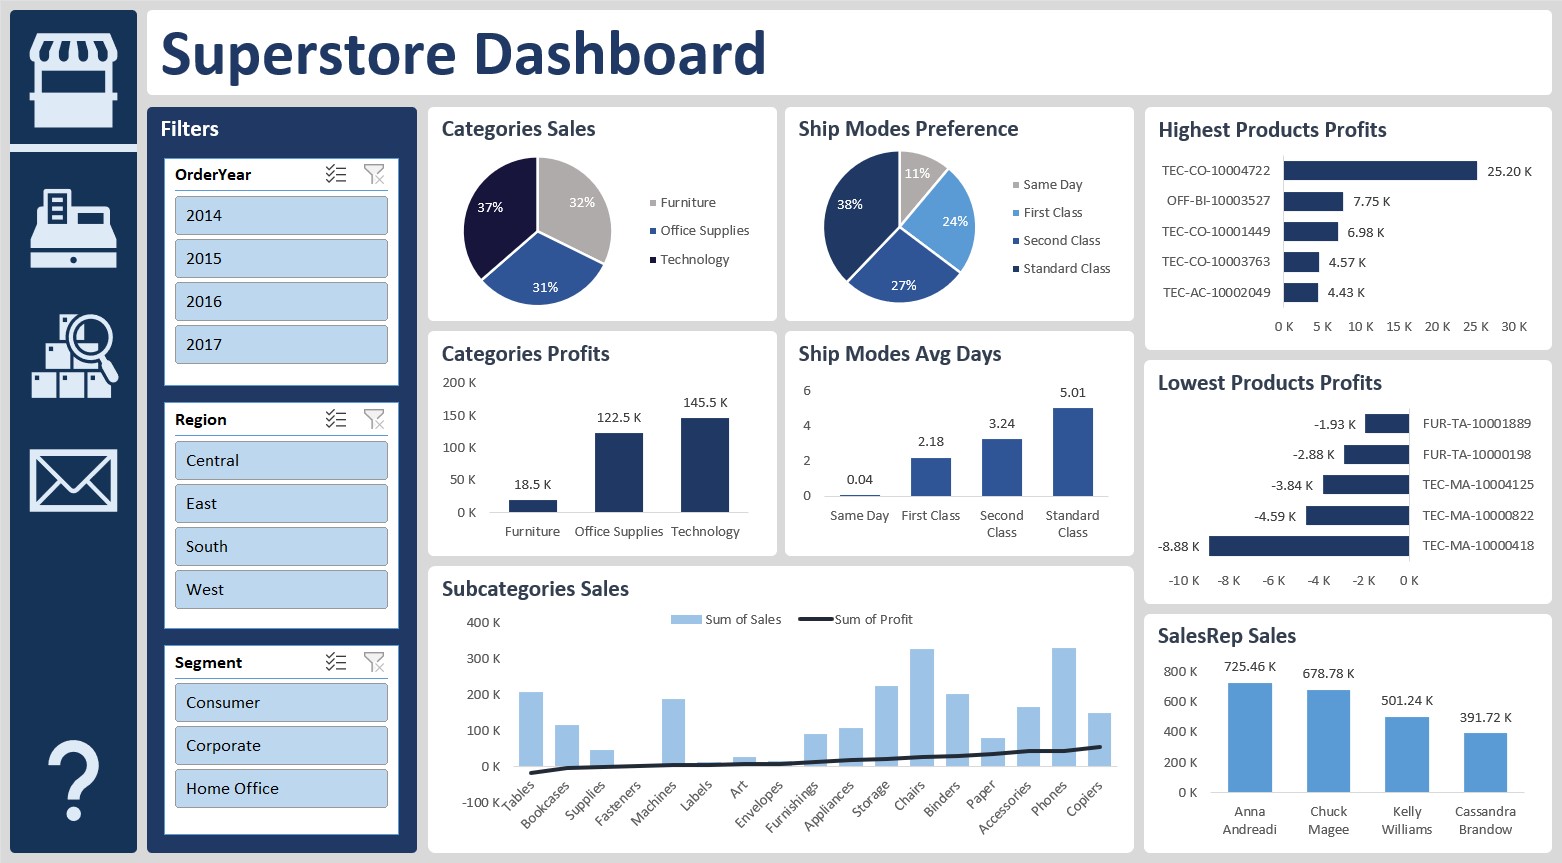 Superstore Dashboard
Filters
OrderYear
2014
2015
2016
2017
Region
Central
East
South
West
Segment
Consumer
Corporate
Home Office
Categories Sales
37%
32%
31%
Furniture
Office Supplies
Technology
Ship Modes Preference
11%
38%
24%
27%
Same Day
First Class
Second Class
Standard Class
Highest Products Profits
TEC-CO-10004722 25.20 K
OFF-BI-10003527 7.75 K
TEC-CO-10001449 6.98 K
TEC-CO-10003763 4.57 K
TEC-AC-10002049 4.43 K
0 K 5 K 10 K 15 K 20 K 25 K 30 K
Categories Profits
200 K
150 K
100 K
50 K
0 K
18.5 K
122.5 K
145.5 K
Furniture Office Supplies Technology
Ship Modes Avg Days
6
4
2
0
0.04
2.18
3.24
5.01
Same Day First Class Second Standard
Class Class
Lowest Products Profits
-1.93 K FUR-TA-10001889
-2.88 K FUR-TA-10000198
-3.84 K TEC-MA-10004125
-4.59 K TEC-MA-10000822
-8.88 K TEC-MA-10000418
-10 K -8 K -6 K -4 K -2 K 0 K
Subcategories Sales
Sum of Sales Sum of Profit
400 K
300 K
200 K
100 K
0 K
-100 K
Tables
Bookcases
Supplies
Fasteners
Machines
Labels
Art
Envelopes
Furnishings
Appliances
Storage
Chairs
Binders
Paper
Accessories
Phones
Copiers
SalesRep Sales
800 K
600 K
400 K
200 K
0 K
725.46 K
678.78 K
501.24 K
391.72 K
Anna Chuck Kelly Cassandra
Andreadi Magee Williams Brandow
?